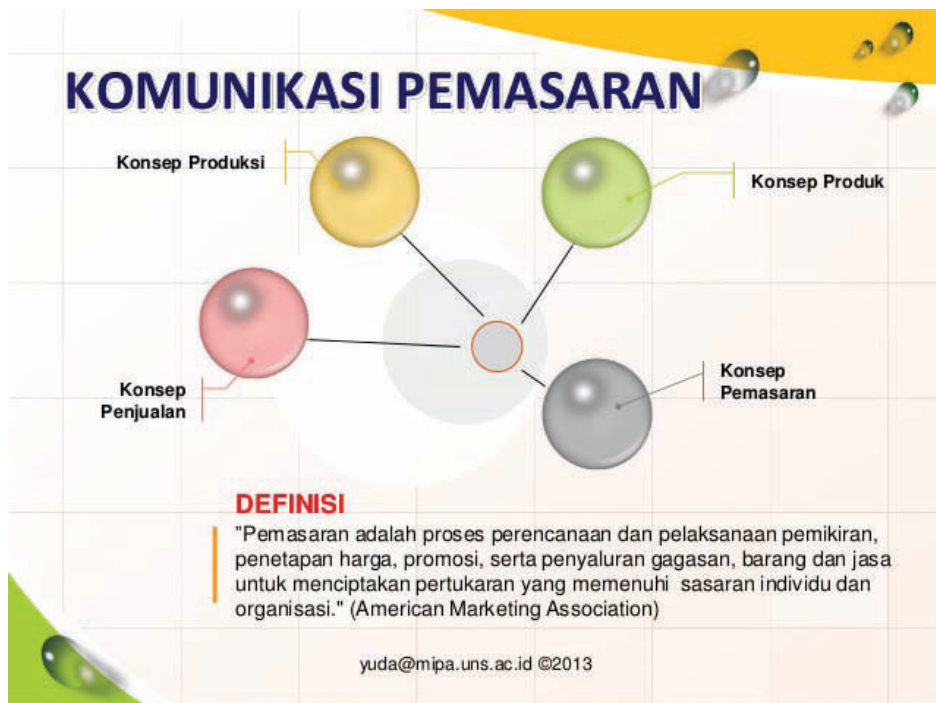 KOMUNIKASI PEMASARAN
Konsep Produksi
Konsep Produk
Konsep
Penjualan
Konsep
Pemasaran
DEFINISI
"Pemasaran adalah proses perencanaan dan pelaksanaan pemikiran,
penetapan harga, promosi, serta penyaluran gagasan, barang dan jasa
untuk menciptakan pertukaran yang memenuhi sasaran individu dan
organisasi." (American Marketing Association)
yuda@mipa.uns.ac.id ©2013